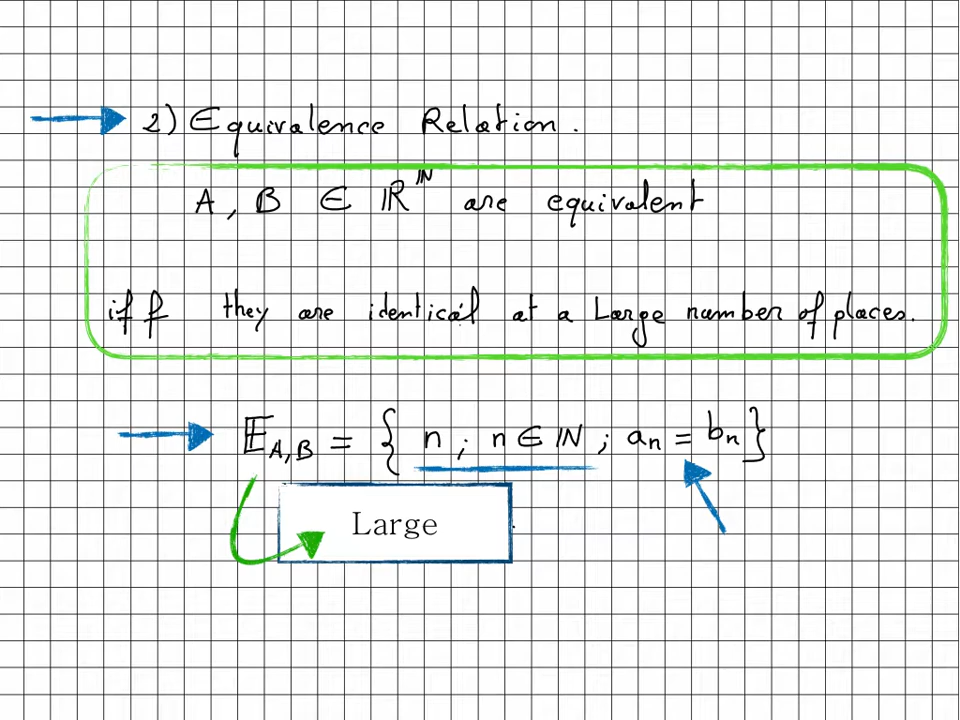 2) Equivalence Relation.
A, B ∈ ℝ^ℕ are equivalent
iff they are identical at a Large number of places.
E_{A,B} = { n ; n ∈ ℕ ; a_n = b_n }
Large